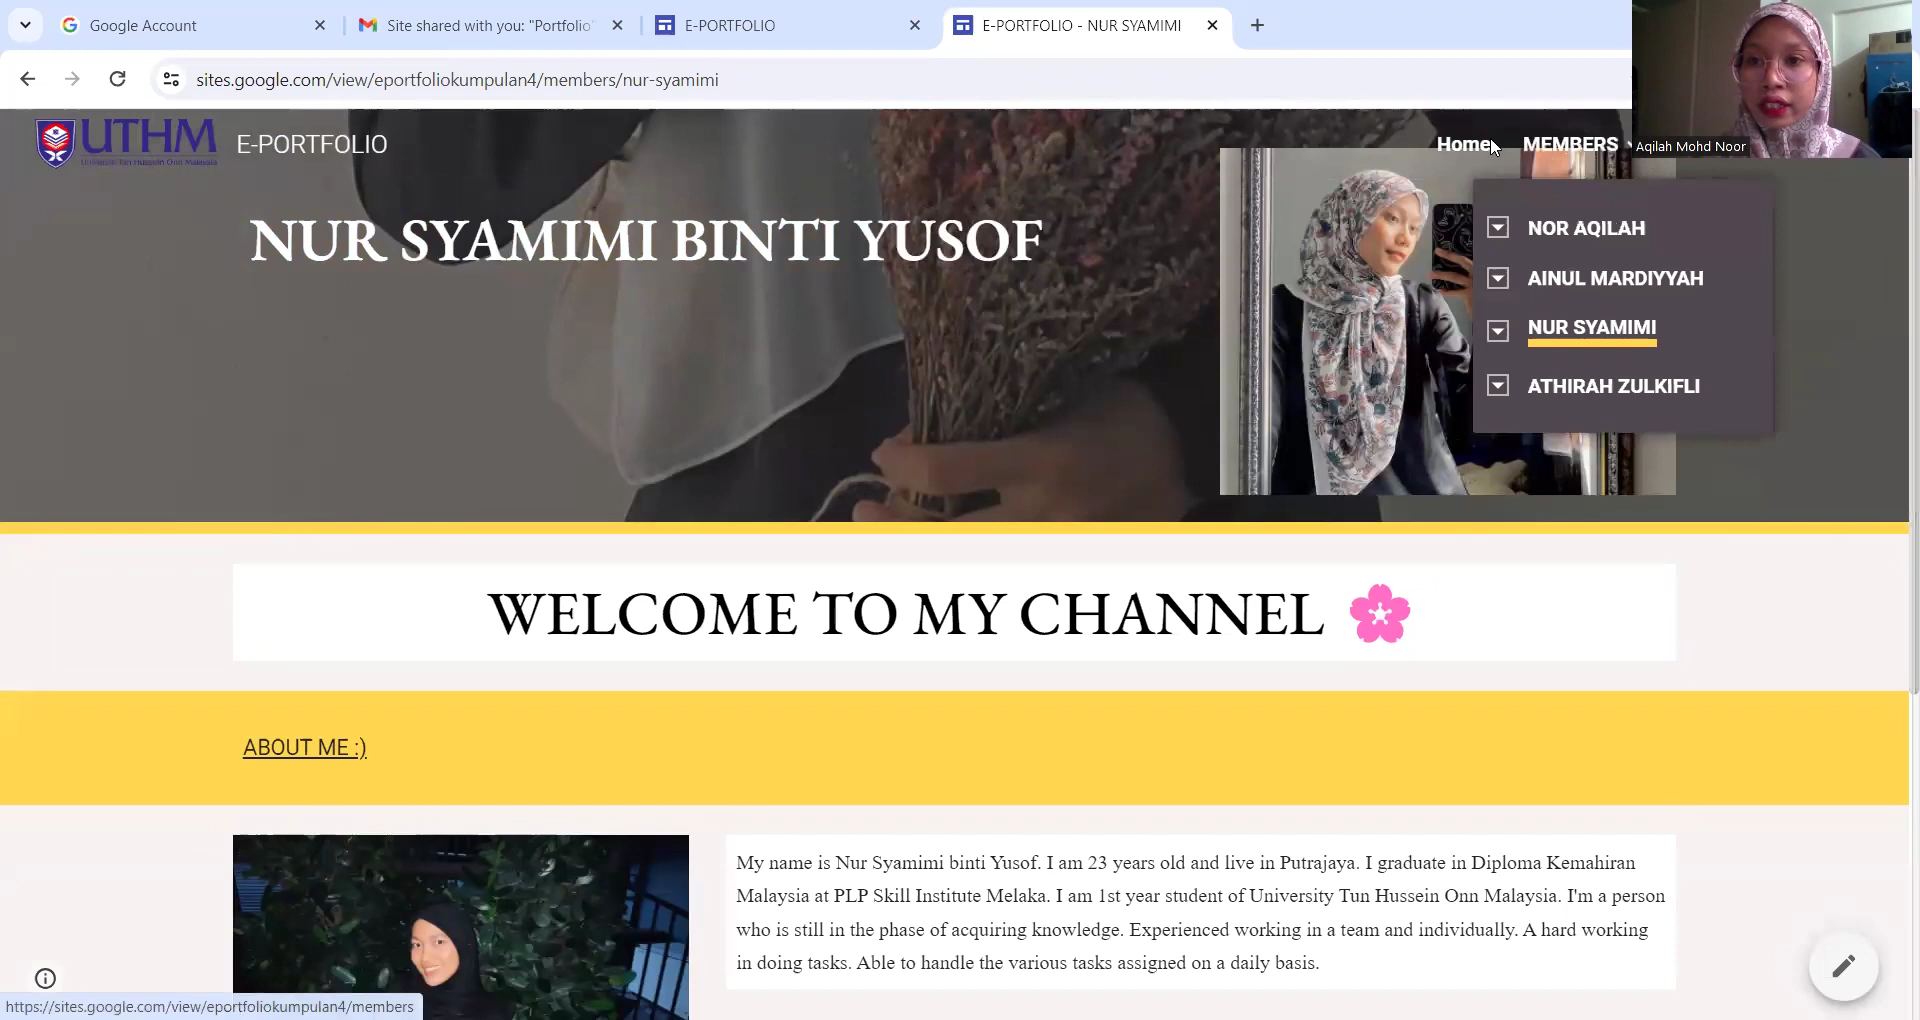 Google Account
Site shared with you: "Portfolio"
E-PORTFOLIO
E-PORTFOLIO - NUR SYAMIMI
sites.google.com/view/eportfoliokumpulan4/members/nur-syamimi
UTHM
Universiti Tun Hussein Onn Malaysia
E-PORTFOLIO
Home
MEMBERS
Aqilah Mohd Noor
NOR AQILAH
AINUL MARDIYYAH
NUR SYAMIMI
ATHIRAH ZULKIFLI
NUR SYAMIMI BINTI YUSOF
WELCOME TO MY CHANNEL 🌸
ABOUT ME :)
My name is Nur Syamimi binti Yusof. I am 23 years old and live in Putrajaya. I graduate in Diploma Kemahiran
Malaysia at PLP Skill Institute Melaka. I am 1st year student of University Tun Hussein Onn Malaysia. I'm a person
who is still in the phase of acquiring knowledge. Experienced working in a team and individually. A hard working
in doing tasks. Able to handle the various tasks assigned on a daily basis.
https://sites.google.com/view/eportfoliokumpulan4/members